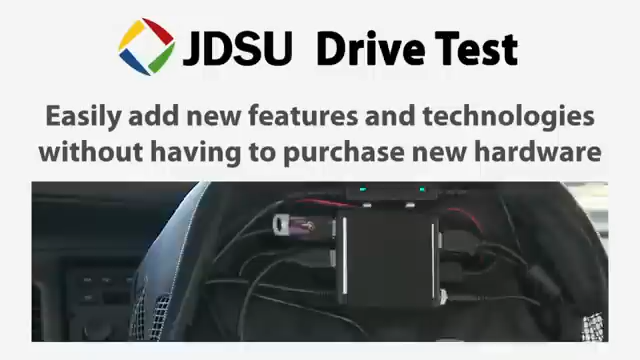 JDSU Drive Test
Easily add new features and technologies
without having to purchase new hardware